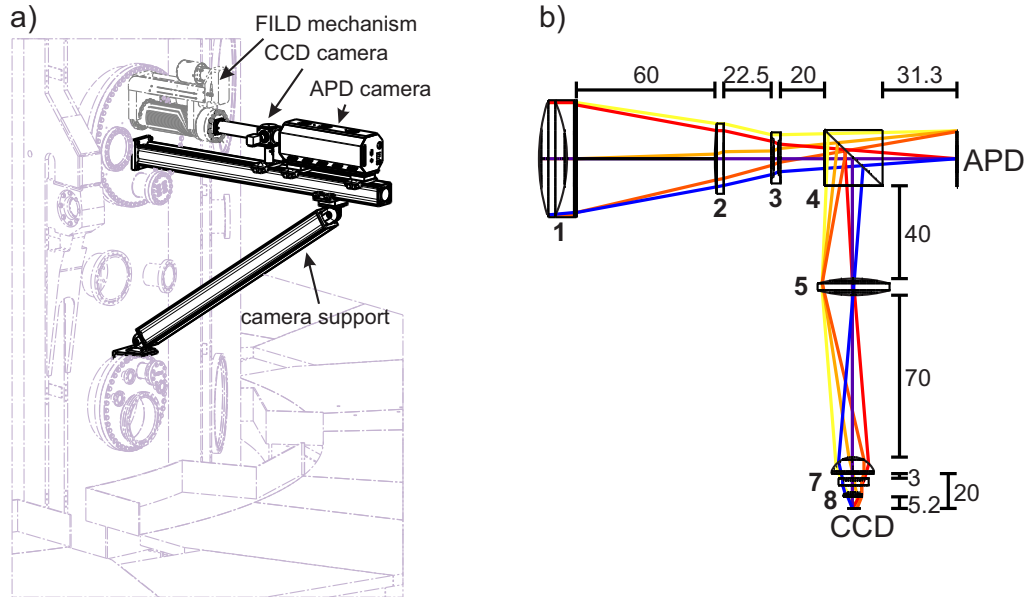 a)
FILD mechanism
CCD camera
APD camera
camera support
b)
60
22.5
20
31.3
1
2
3
4
APD
40
5
70
7
3
8
20
5.2
CCD